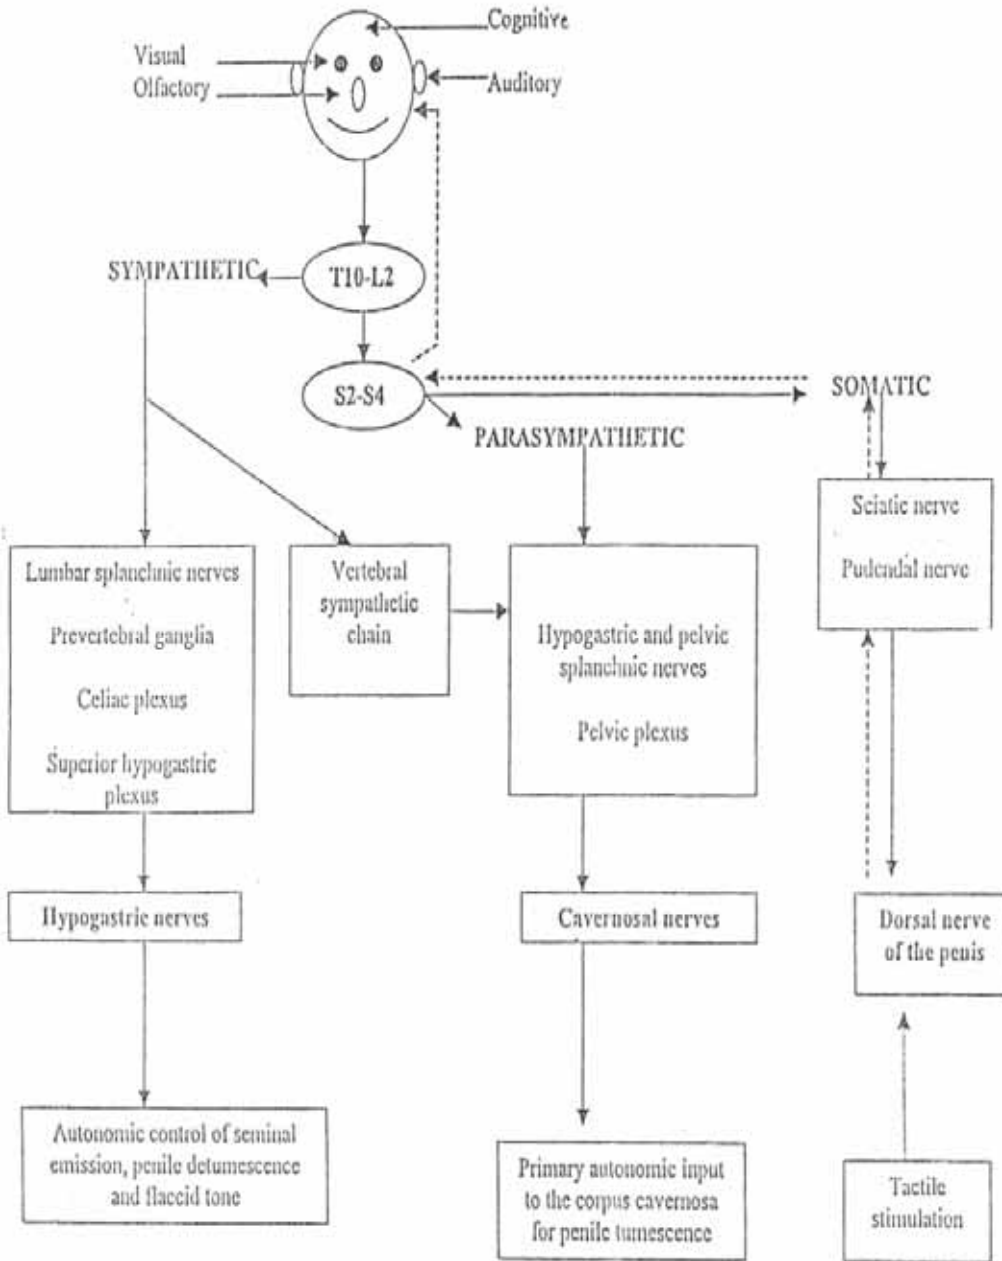 Cognitive
Visual
Olfactory
Auditory
SYMPATHETIC
T10-L2
S2-S4
SOMATIC
PARASYMPATHETIC
Sciatic nerve
Pudendal nerve
Lumbar splanchnic nerves
Prevertebral ganglia
Celiac plexus
Superior hypogastric
plexus
Vertebral
sympathetic
chain
Hypogastric and pelvic
splanchnic nerves
Pelvic plexus
Hypogastric nerves
Cavernosal nerves
Dorsal nerve
of the penis
Autonomic control of seminal
emission, penile detumescence
and flaccid tone
Primary autonomic input
to the corpus cavernosa
for penile tumescence
Tactile
stimulation